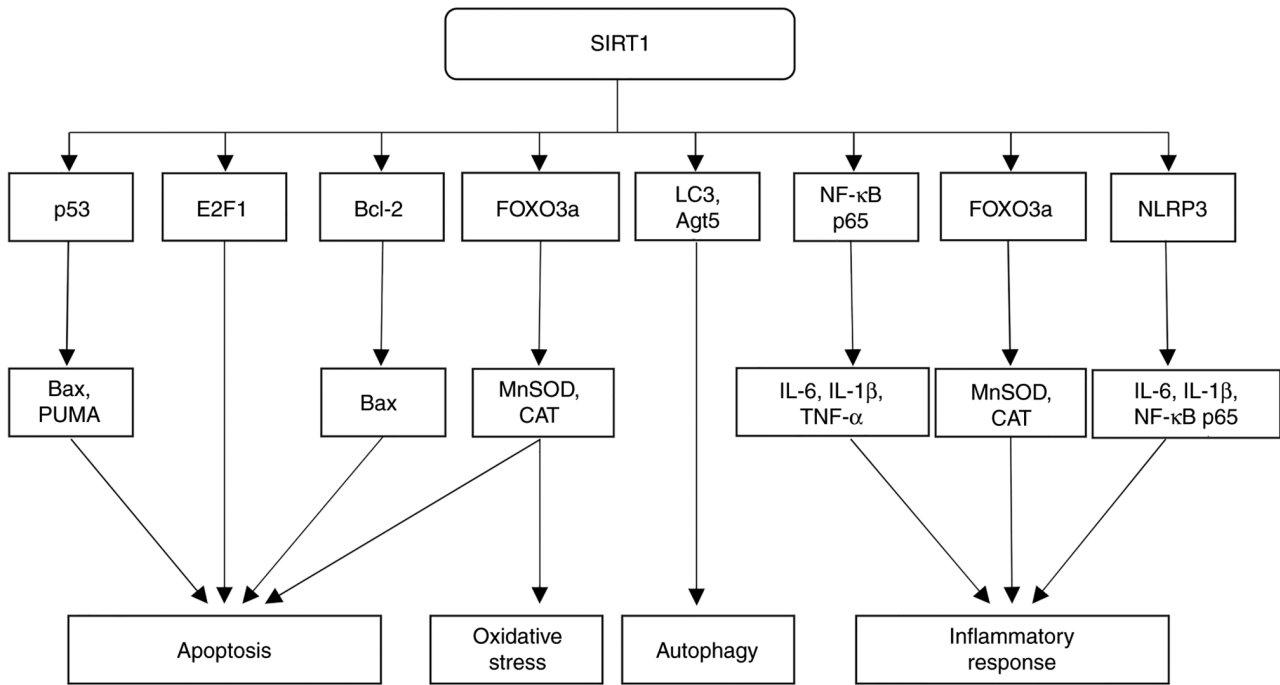 SIRT1
p53
E2F1
Bcl-2
FOXO3a
LC3,
Agt5
NF-κB
p65
FOXO3a
NLRP3
Bax,
PUMA
Bax
MnSOD,
CAT
IL-6, IL-1β,
TNF-α
MnSOD,
CAT
IL-6, IL-1β,
NF-κB p65
Apoptosis
Oxidative
stress
Autophagy
Inflammatory
response